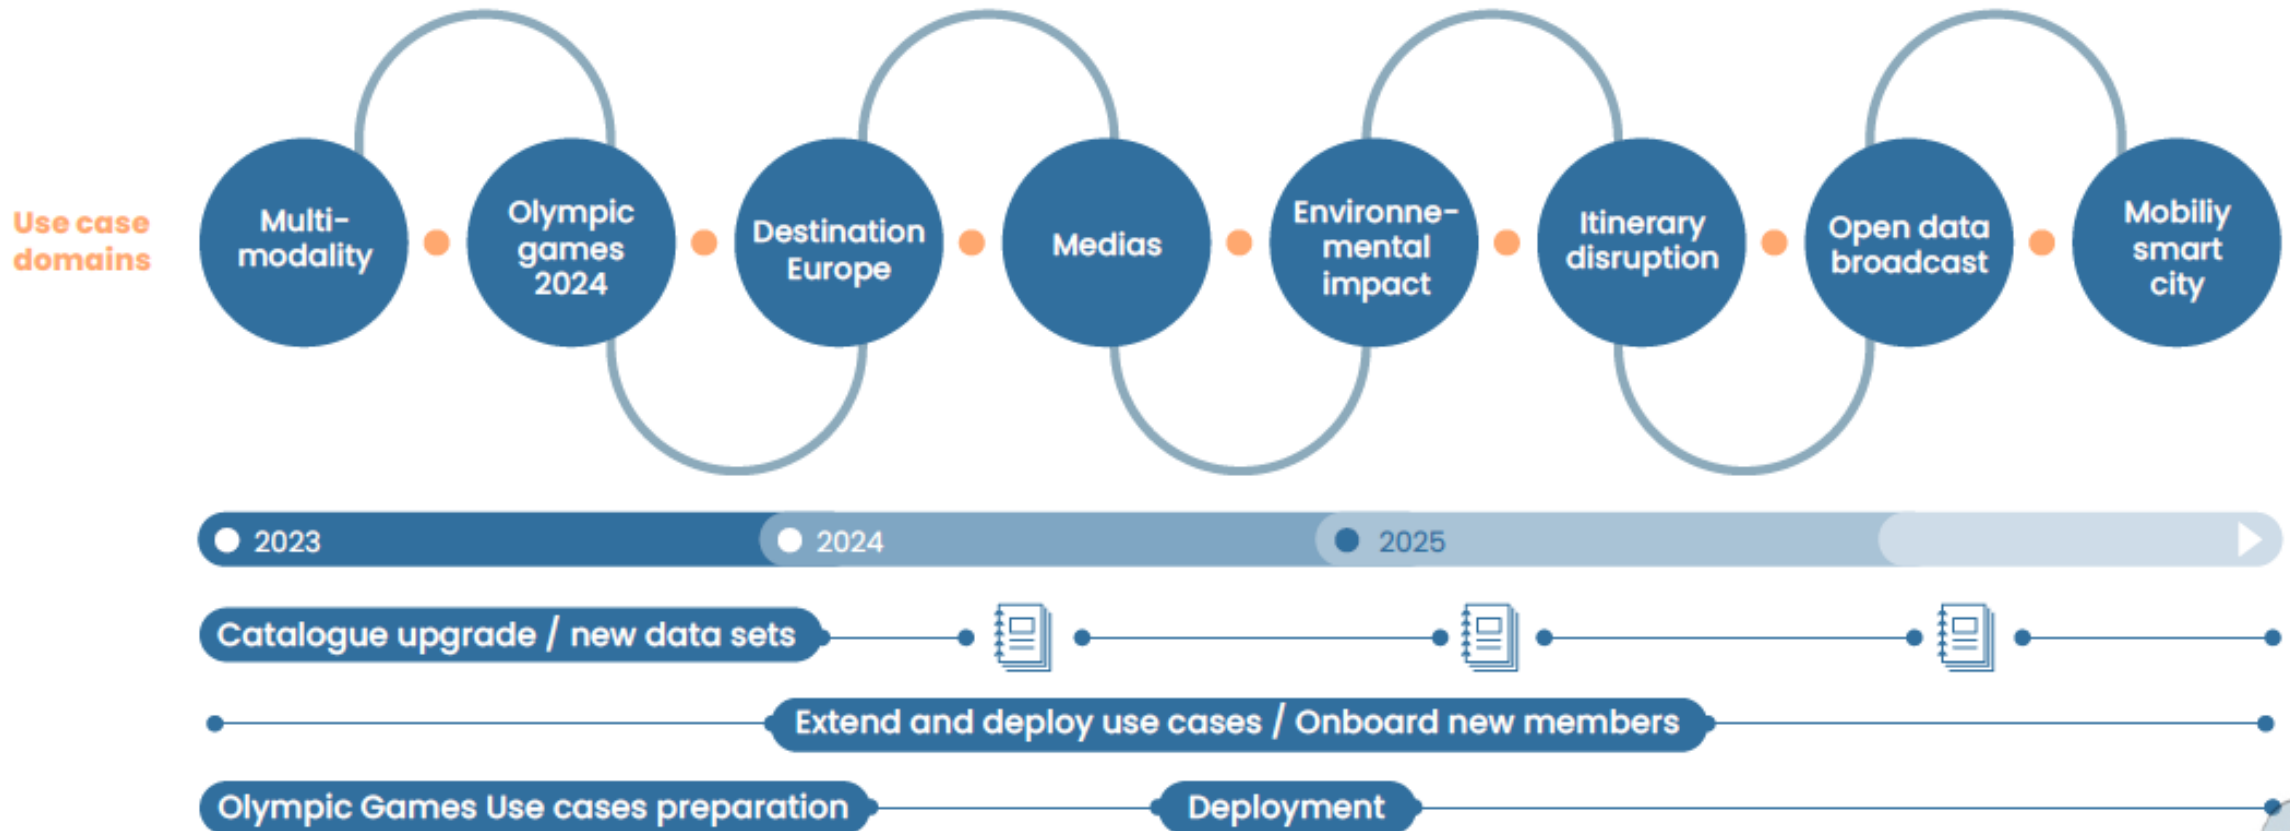 Use case
domains
Multi-
modality
Olympic
games
2024
Destination
Europe
Medias
Environne-
mental
impact
Itinerary
disruption
Open data
broadcast
Mobiliy
smart
city
2023
2024
2025
Catalogue upgrade / new data sets
Extend and deploy use cases / Onboard new members
Olympic Games Use cases preparation
Deployment